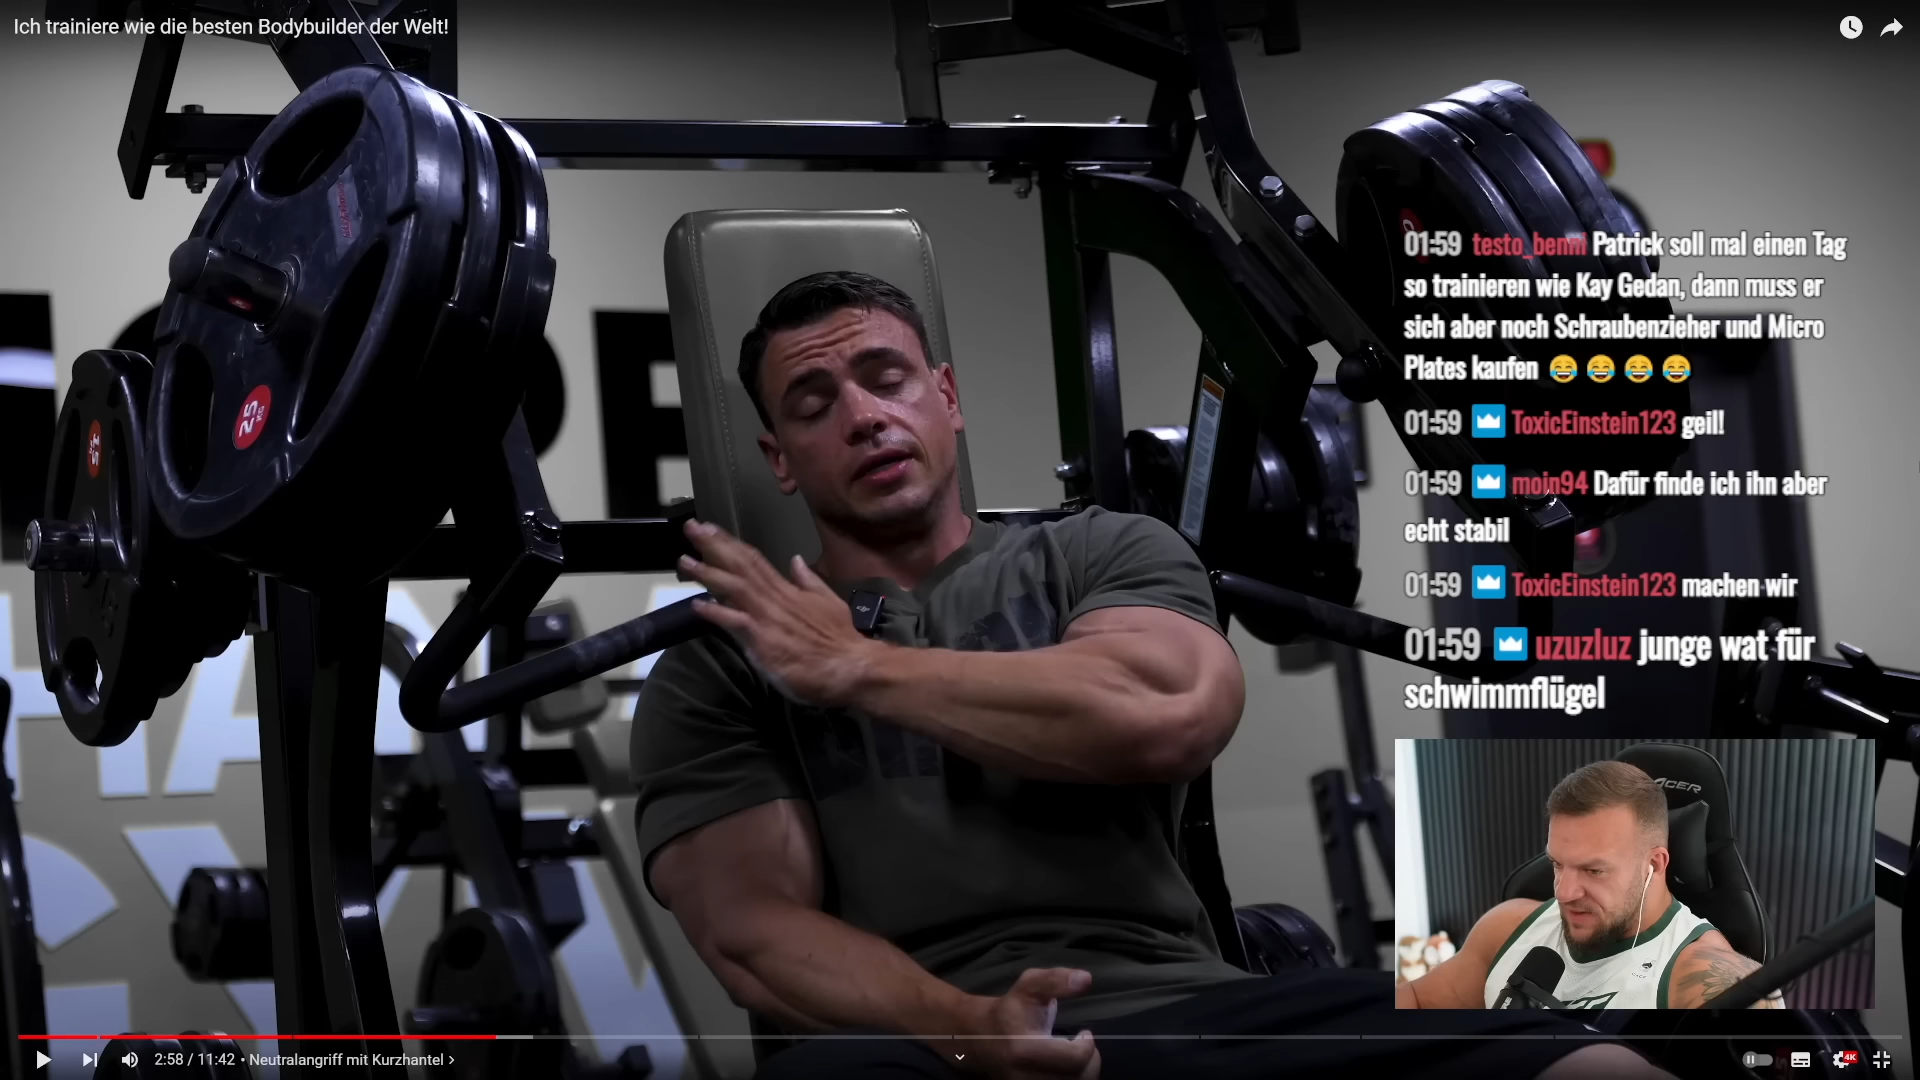 Ich trainiere wie die besten Bodybuilder der Welt!
25
KG
01:59 testo_benni Patrick soll mal einen Tag
so trainieren wie Kay Gedan, dann muss er
sich aber noch Schraubenzieher und Micro
Plates kaufen 😂 😂 😂 😂
01:59 ToxicEinstein123 geil!
01:59 moin94 Dafür finde ich ihn aber
echt stabil
01:59 ToxicEinstein123 machen wir
01:59 uzuzluz junge wat für
schwimmflügel
ACER
2:58 / 11:42 • Neutralangriff mit Kurzhantel ›
4K